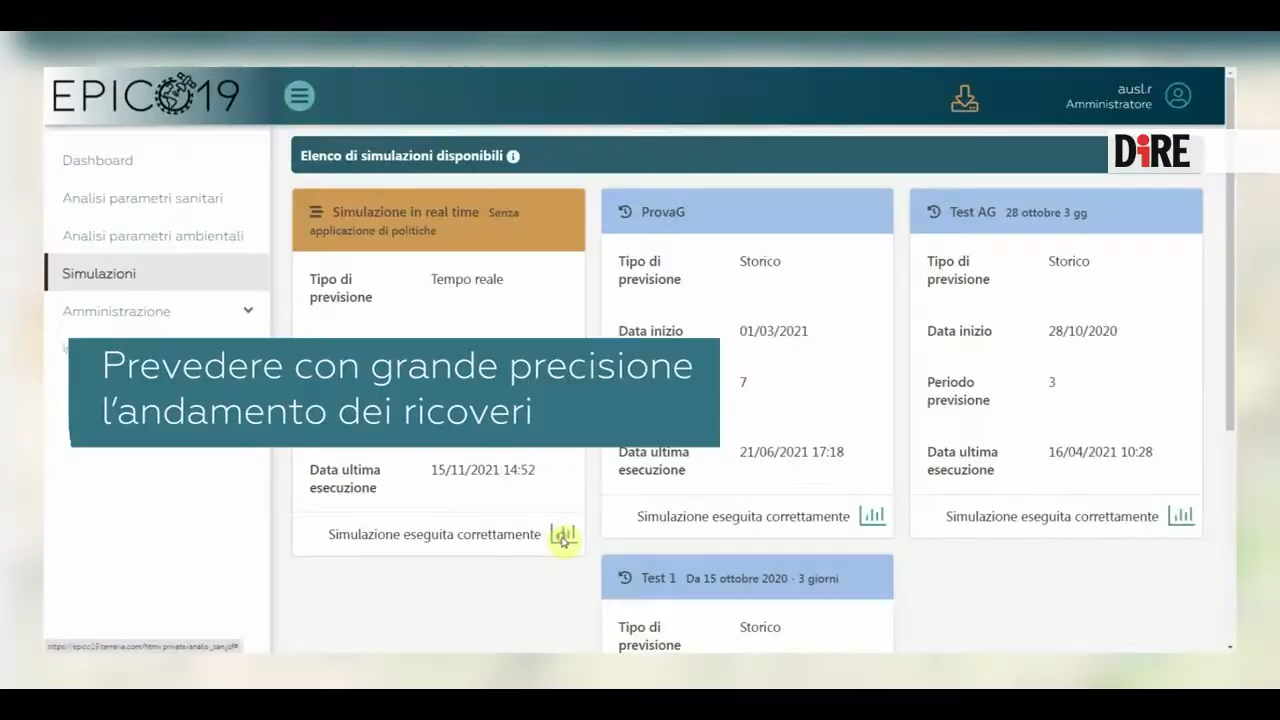 EPICO19
ausl.r
Amministratore
DiRE
Dashboard
Analisi parametri sanitari
Analisi parametri ambientali
Simulazioni
Amministrazione
Elenco di simulazioni disponibili
Simulazione in real time Senza
applicazione di politiche
Tipo di
previsione
Tempo reale
Data ultima
esecuzione
15/11/2021 14:52
Simulazione eseguita correttamente
ProvaG
Tipo di
previsione
Storico
Data inizio
01/03/2021
7
Data ultima
esecuzione
21/06/2021 17:18
Simulazione eseguita correttamente
Test AG 28 ottobre 3 gg
Tipo di
previsione
Storico
Data inizio
28/10/2020
Periodo
previsione
3
Data ultima
esecuzione
16/04/2021 10:28
Simulazione eseguita correttamente
Test 1 Da 15 ottobre 2020 - 3 giorni
Tipo di
previsione
Storico
Prevedere con grande precisione
l'andamento dei ricoveri